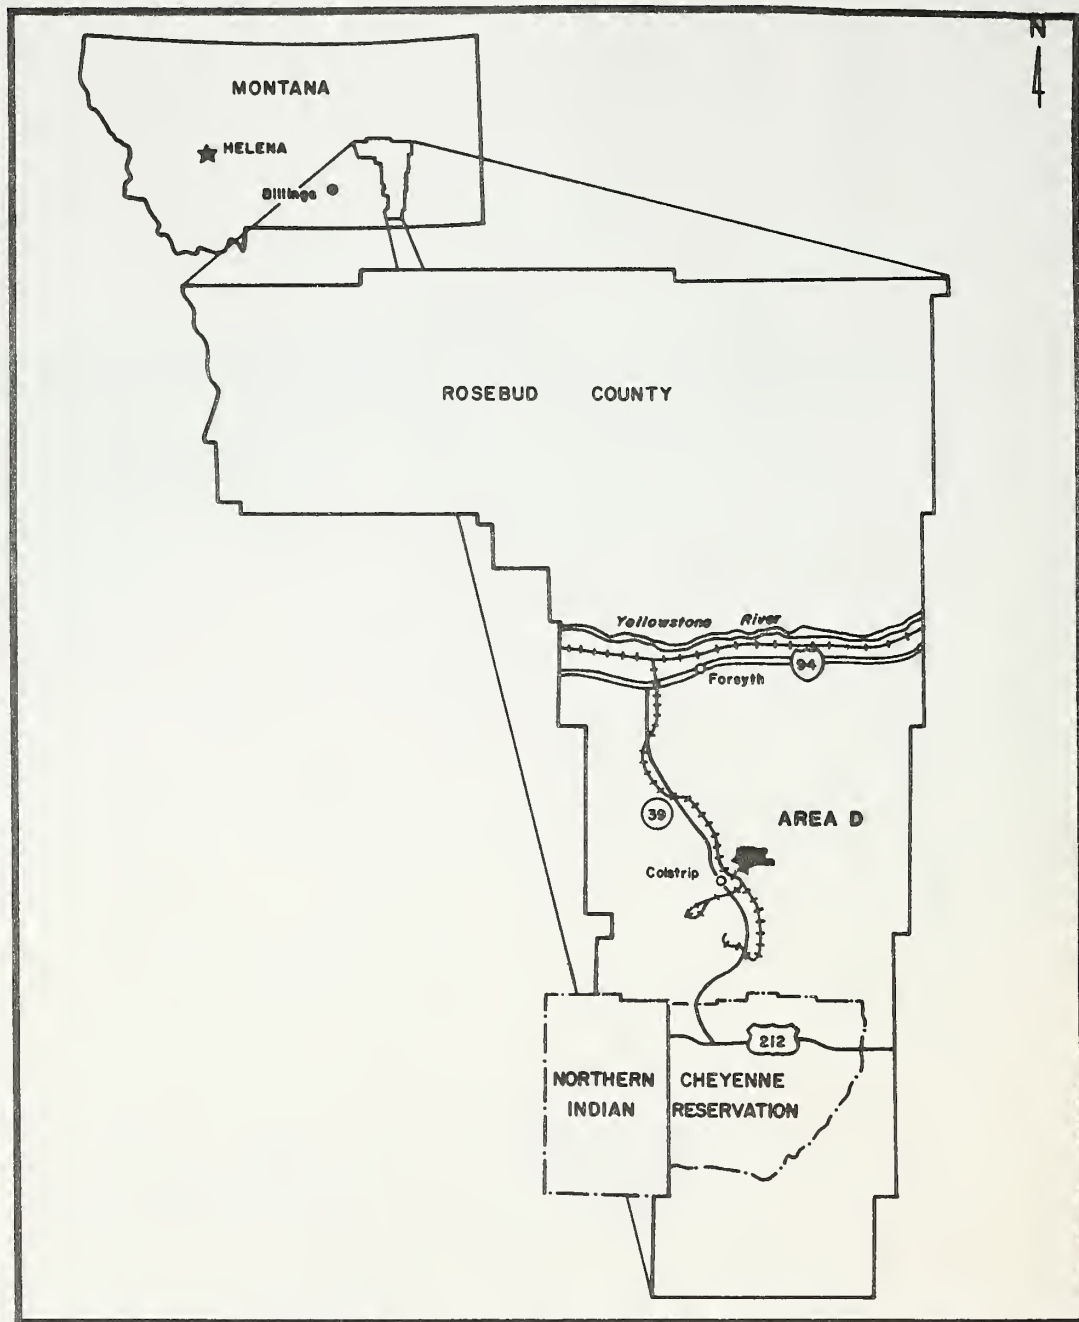 N
MONTANA
HELENA
Billings
ROSEBUD COUNTY
Yellowstone River
94
Forsyth
39
AREA D
Colstrip
212
NORTHERN CHEYENNE
INDIAN RESERVATION